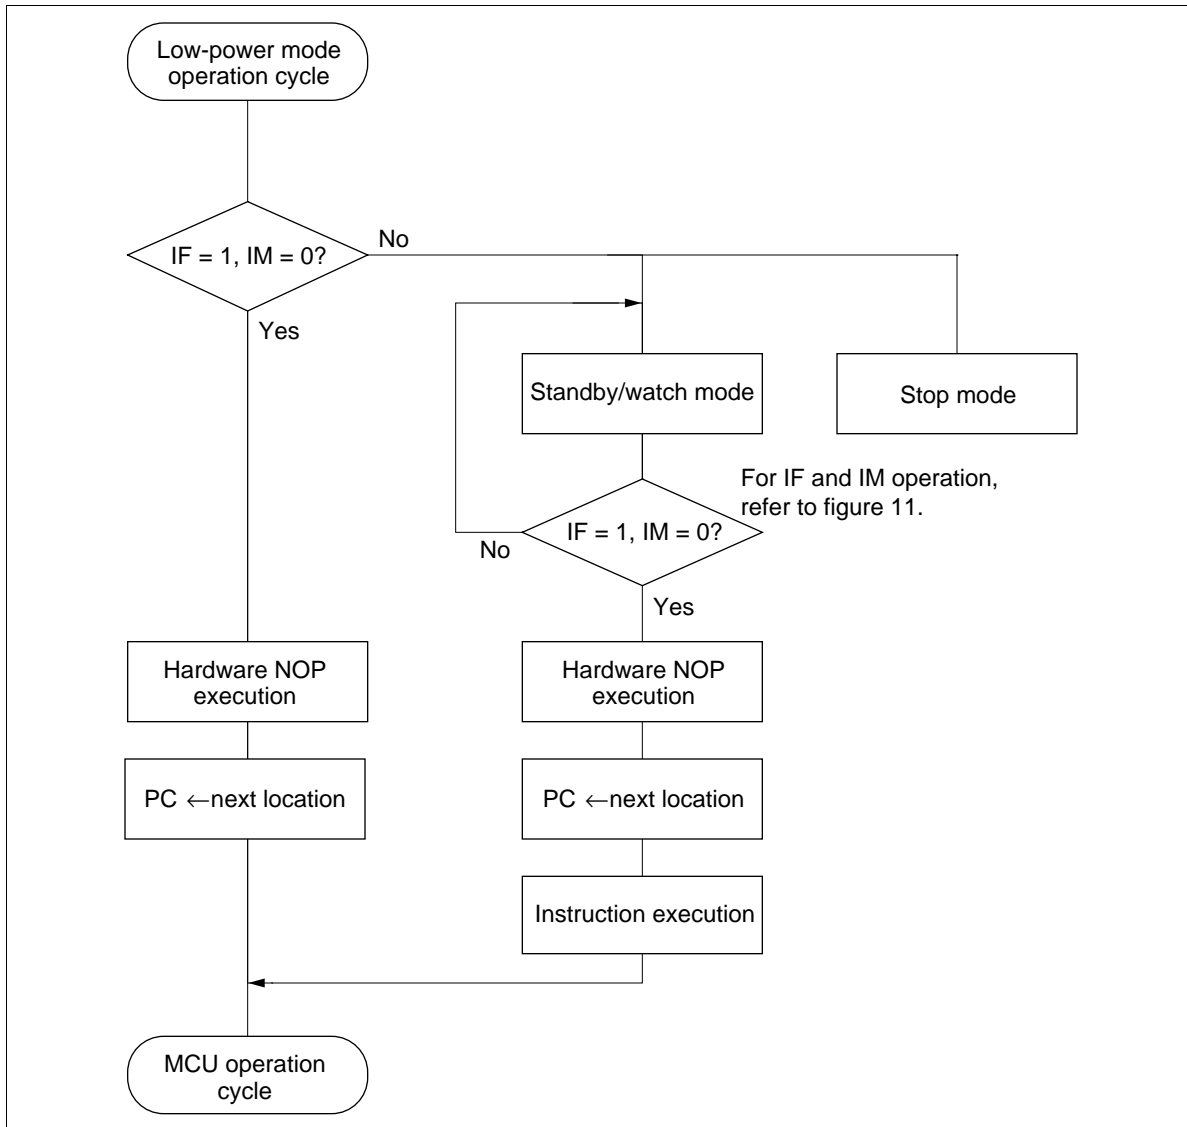 Low-power mode
operation cycle
IF = 1, IM = 0?
No
Yes
Standby/watch mode
Stop mode
For IF and IM operation,
refer to figure 11.
IF = 1, IM = 0?
No
Yes
Hardware NOP
execution
Hardware NOP
execution
PC ←next location
PC ←next location
Instruction execution
MCU operation
cycle